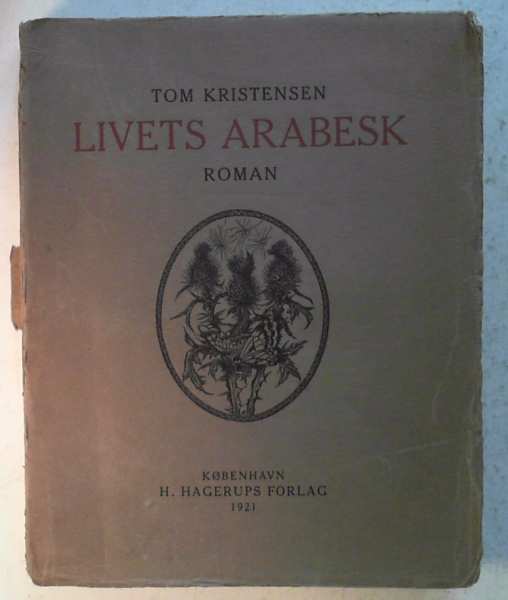 TOM KRISTENSEN
LIVETS ARABESK
ROMAN
KØBENHAVN
H. HAGERUPS FORLAG
1921